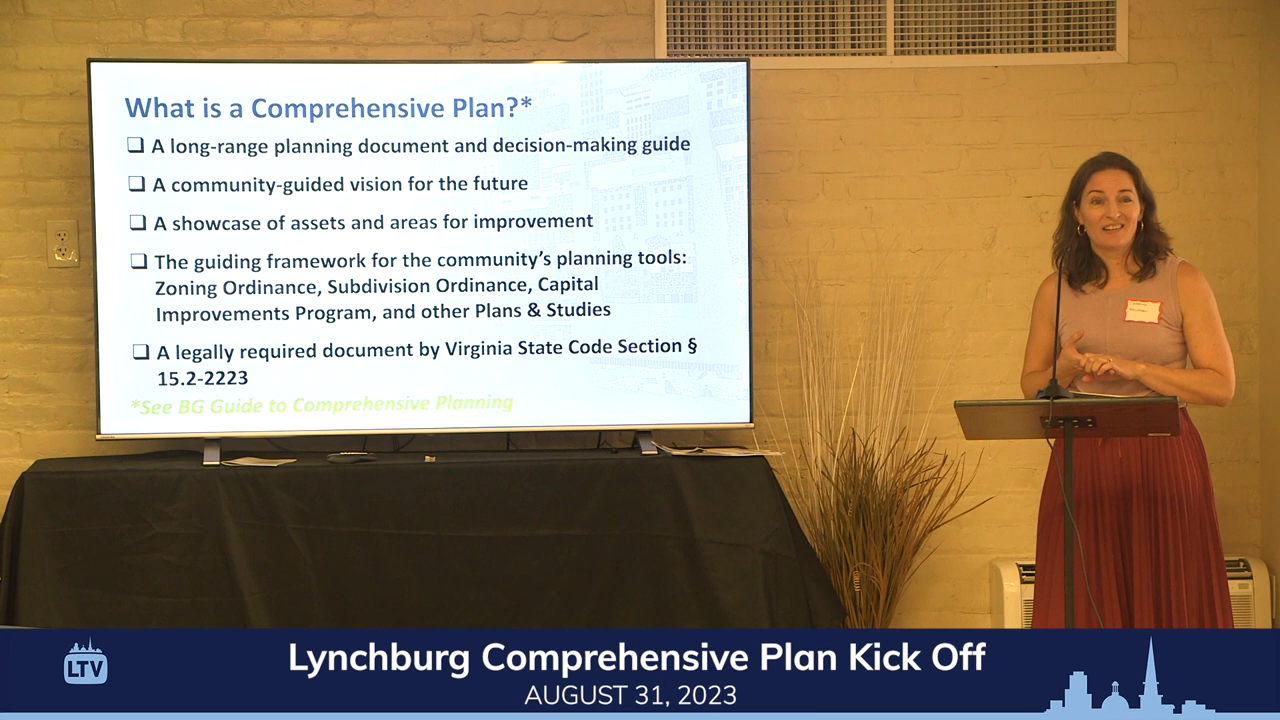 What is a Comprehensive Plan?*
❑ A long-range planning document and decision-making guide
❑ A community-guided vision for the future
❑ A showcase of assets and areas for improvement
❑ The guiding framework for the community's planning tools:
Zoning Ordinance, Subdivision Ordinance, Capital
Improvements Program, and other Plans & Studies
❑ A legally required document by Virginia State Code Section §
15.2-2223
*See BG Guide to Comprehensive Planning
LTV
Lynchburg Comprehensive Plan Kick Off
AUGUST 31, 2023